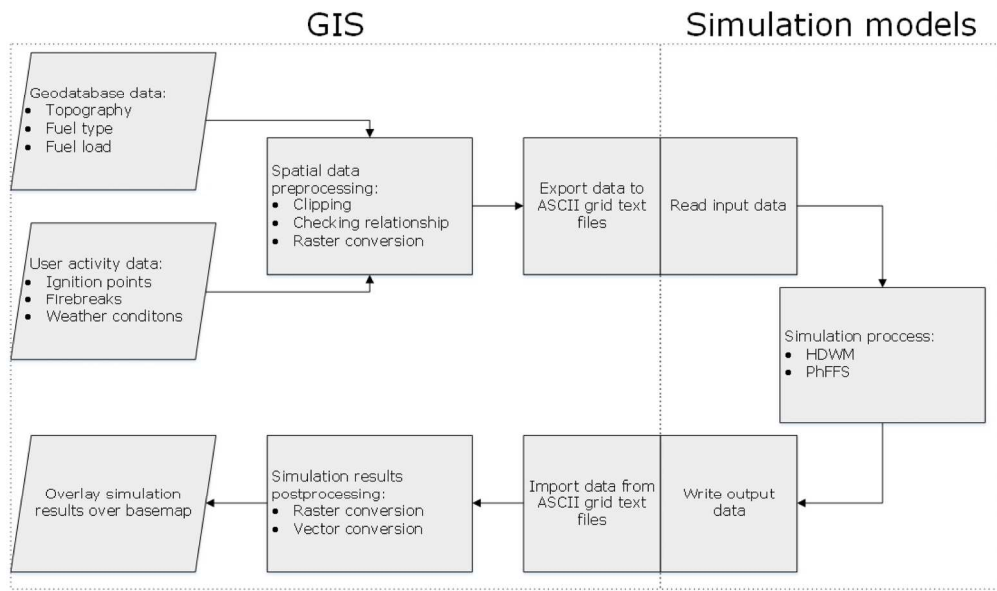 GIS
Simulation models
Geodatabase data:
• Topography
• Fuel type
• Fuel load
User activity data:
• Ignition points
• Firebreaks
• Weather conditons
Spatial data
preprocessing:
• Clipping
• Checking relationship
• Raster conversion
Export data to
ASCII grid text
files
Read input data
Simulation proccess:
• HDWM
• PhFFS
Write output
data
Import data from
ASCII grid text
files
Simulation results
postprocessing:
• Raster conversion
• Vector conversion
Overlay simulation
results over basemap